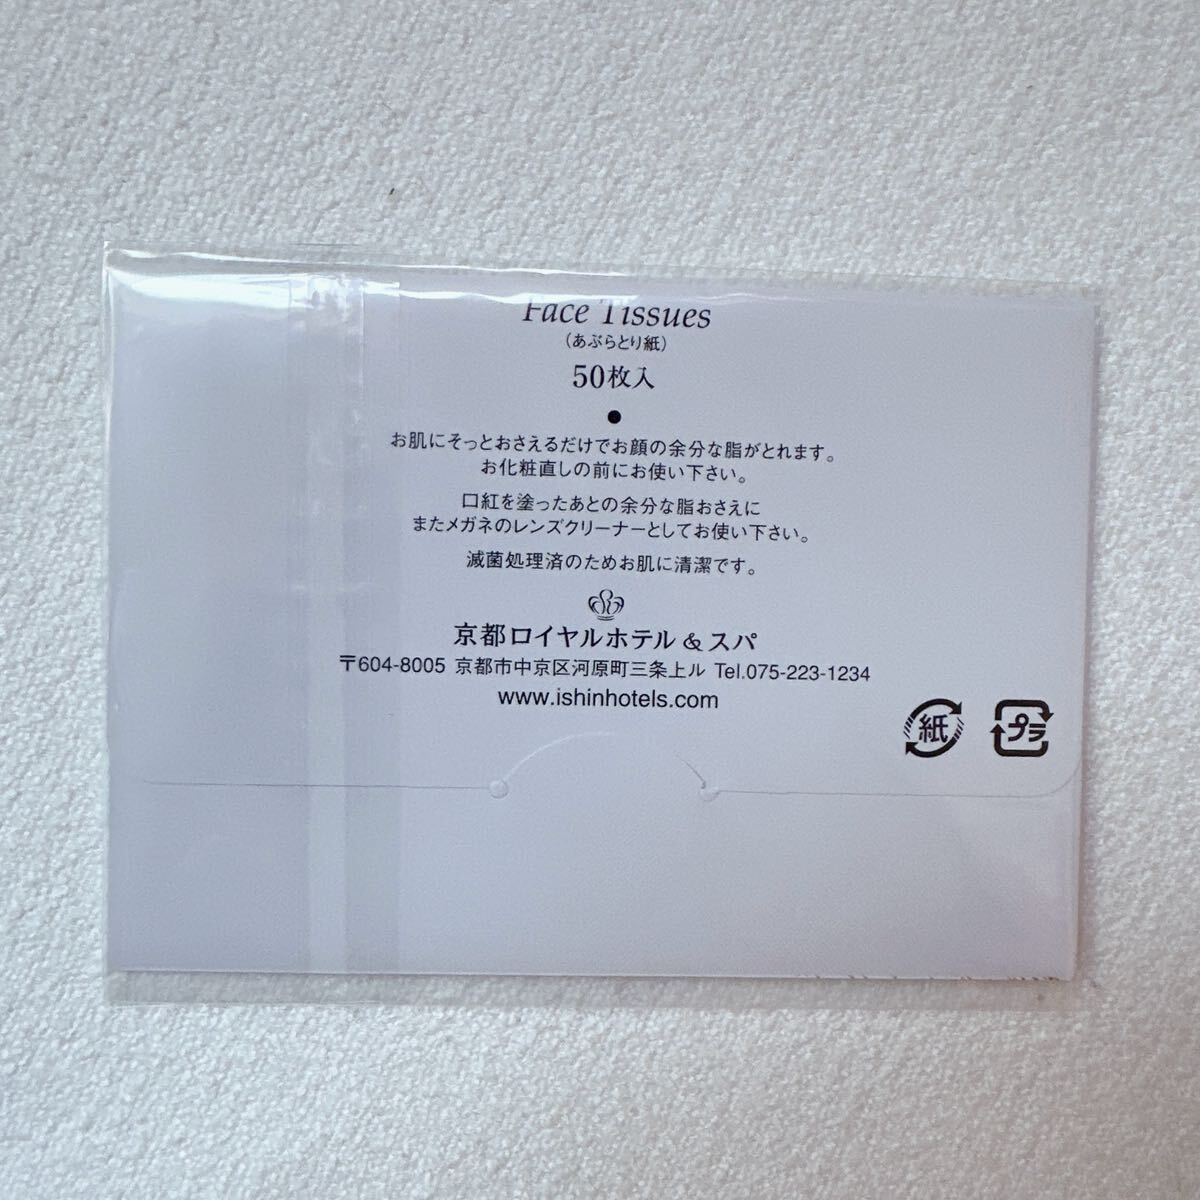 Face Tissues
（あぶらとり紙）
50枚入
●
お肌にそっとおさえるだけでお顔の余分な脂がとれます。
お化粧直しの前にお使い下さい。
口紅を塗ったあとの余分な脂おさえに
またメガネのレンズクリーナーとしてお使い下さい。
滅菌処理済のためお肌に清潔です。
京都ロイヤルホテル&スパ
〒604-8005 京都市中京区河原町三条上ル Tel.075-223-1234
www.ishinhotels.com
紙 プラ